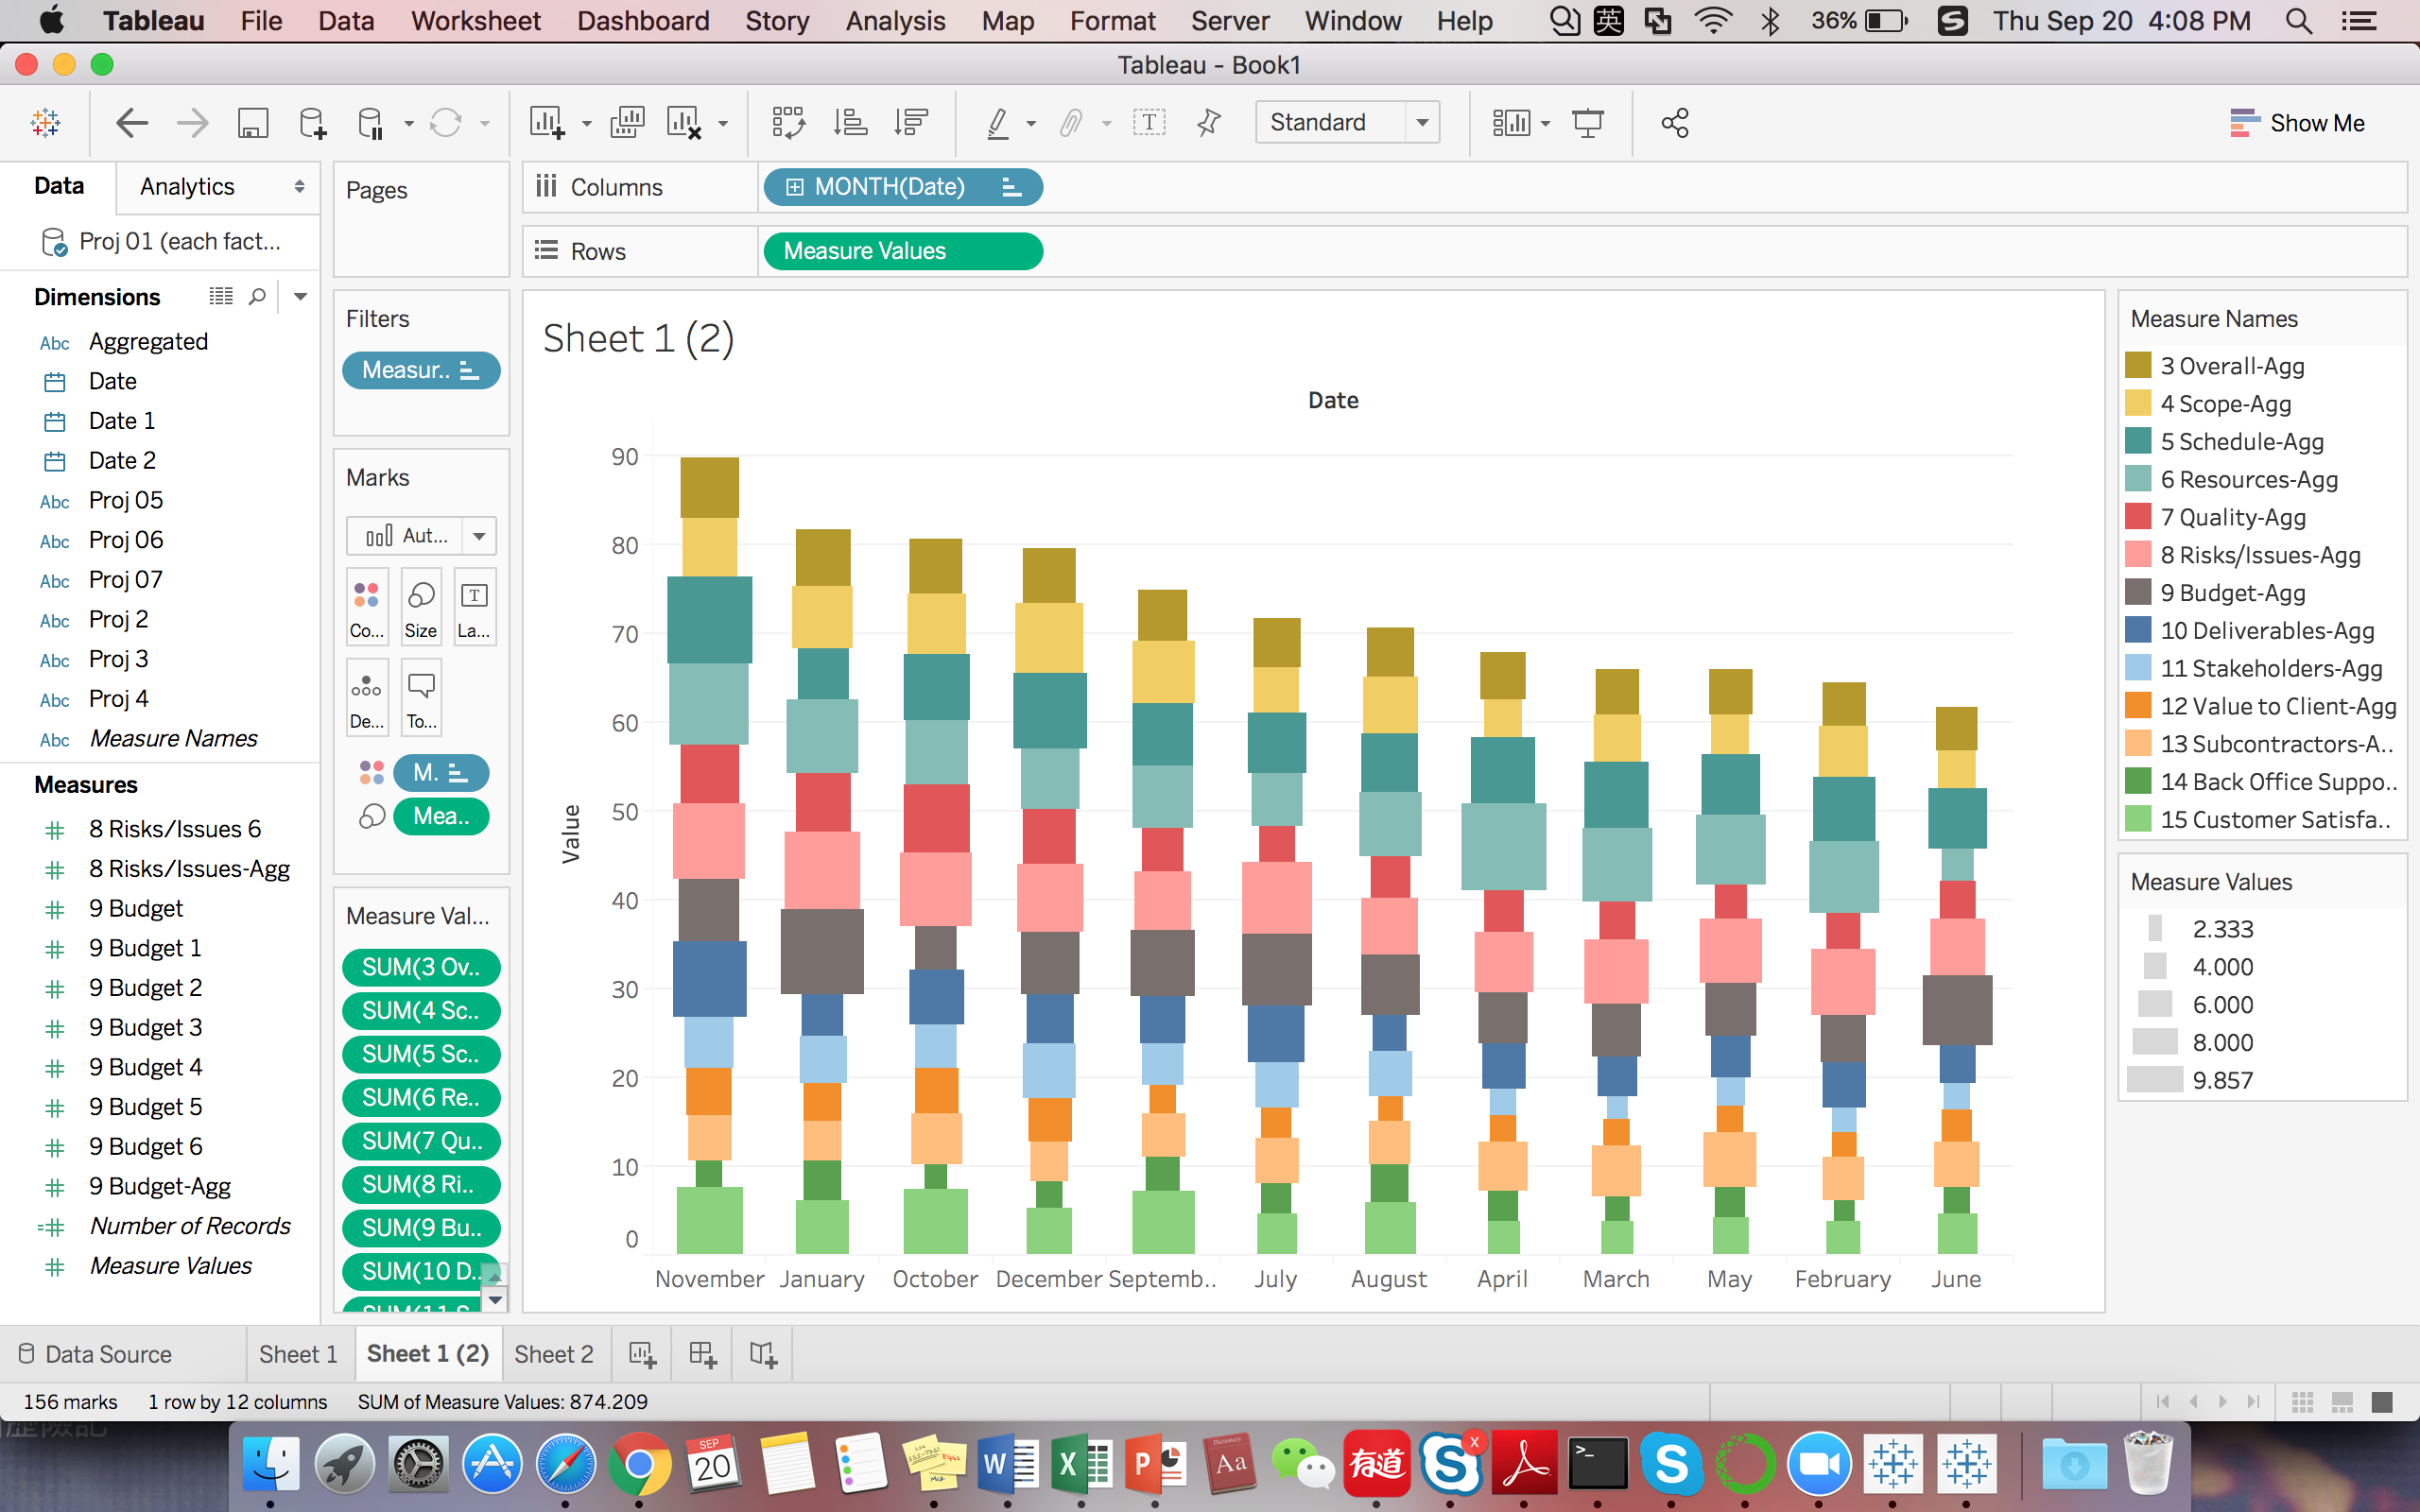 Tableau File Data Worksheet Dashboard Story Analysis Map Format Server Window Help 英 36% Thu Sep 20 4:08 PM
Tableau - Book1
Standard
Show Me
Data Analytics
Proj 01 (each fact...
Dimensions
Abc Aggregated
Date
Date 1
Date 2
Abc Proj 05
Abc Proj 06
Abc Proj 07
Abc Proj 2
Abc Proj 3
Abc Proj 4
Abc Measure Names
Measures
8 Risks/Issues 6
8 Risks/Issues-Agg
9 Budget
9 Budget 1
9 Budget 2
9 Budget 3
9 Budget 4
9 Budget 5
9 Budget 6
9 Budget-Agg
Number of Records
Measure Values
Pages
Filters
Measur..
Marks
Aut...
Co... Size La...
De... To...
M.
Mea..
Measure Val...
SUM(3 Ov..
SUM(4 Sc..
SUM(5 Sc..
SUM(6 Re..
SUM(7 Qu..
SUM(8 Ri..
SUM(9 Bu..
SUM(10 D..
Columns MONTH(Date)
Rows Measure Values
Sheet 1 (2)
Date
Value
90
80
70
60
50
40
30
20
10
0
November January October December Septemb.. July August April March May February June
Measure Names
3 Overall-Agg
4 Scope-Agg
5 Schedule-Agg
6 Resources-Agg
7 Quality-Agg
8 Risks/Issues-Agg
9 Budget-Agg
10 Deliverables-Agg
11 Stakeholders-Agg
12 Value to Client-Agg
13 Subcontractors-A..
14 Back Office Suppo..
15 Customer Satisfa..
Measure Values
2.333
4.000
6.000
8.000
9.857
Data Source Sheet 1 Sheet 1 (2) Sheet 2
156 marks 1 row by 12 columns SUM of Measure Values: 874.209
SEP
20
W X P
Dictionary
Aa
有道
S
S